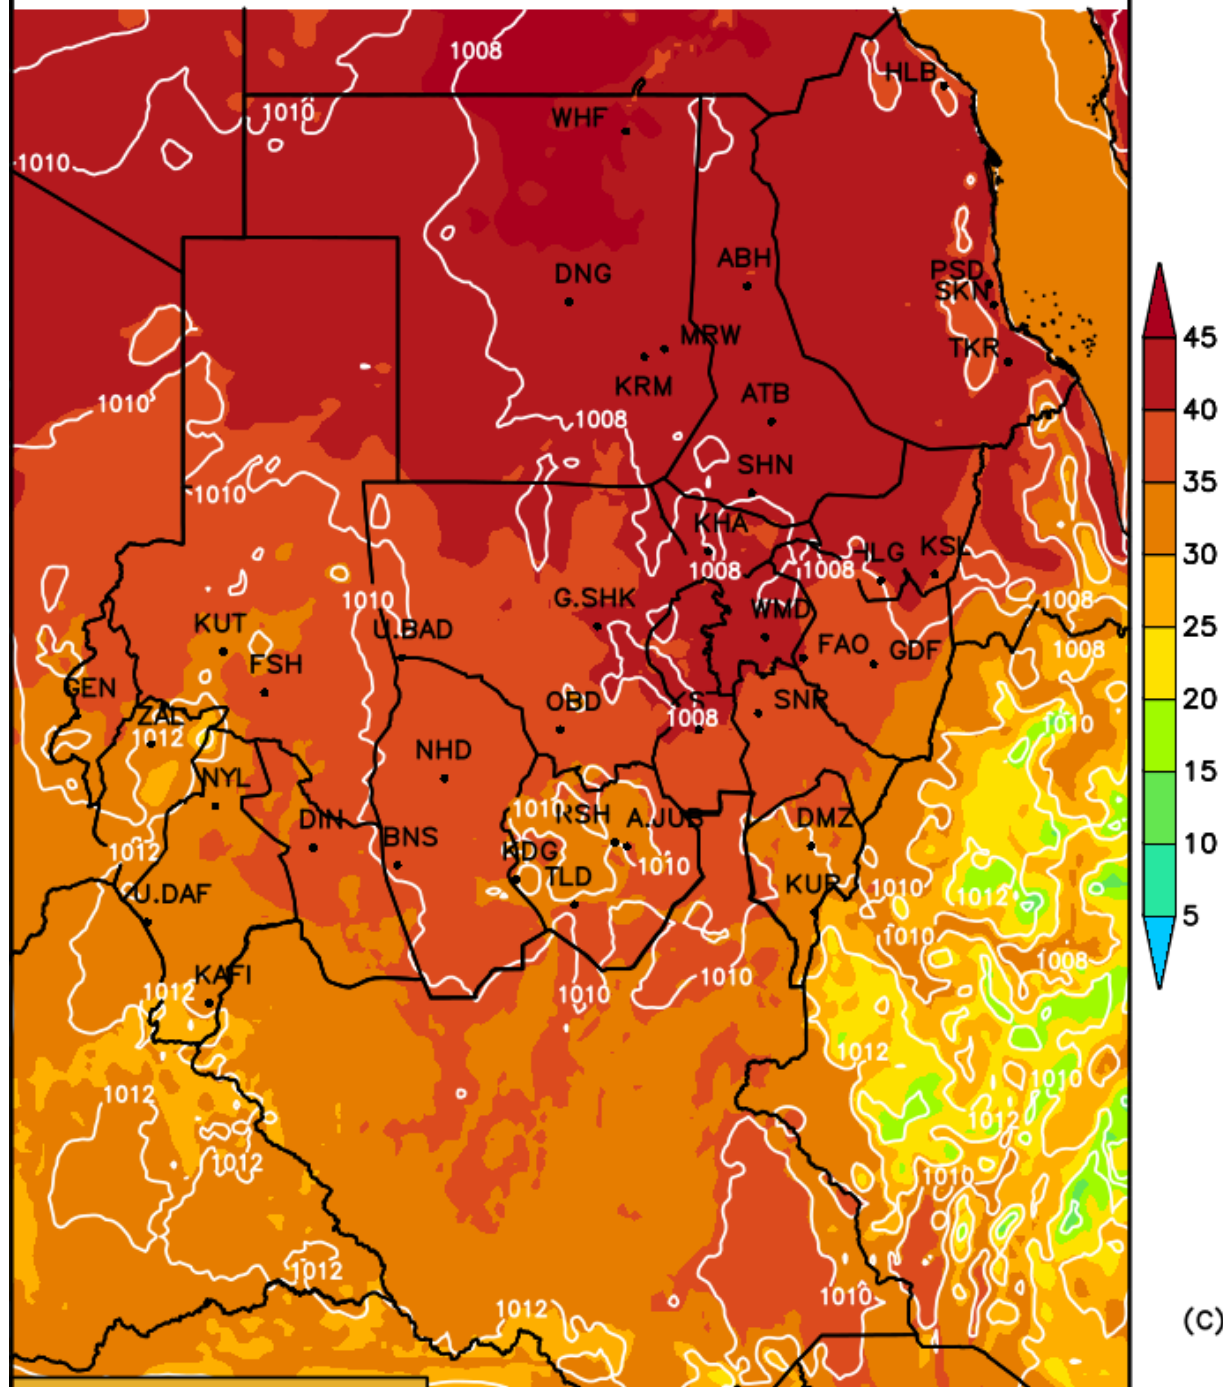 1008
HLB
1010
WHF
1010
ABH
PSD
DNG
SKN
45
MRW
TKR
KRM
ATB
1010
40
1008
SHN
1010
35
KHA
HLG KSL
30
1008
1008
G.SHK
1010
1008
WMD
KUT
U.BAD
25
FAO GDF
1008
FSH
GEN
OBD
SNR
20
ZAL
1008
1010
1012
NHD
NYL
15
1010
RSH
A.JUB
DMZ
DIN
BNS
10
1012
KDG
1010
TLD
KUR
1010
U.DAF
1012
5
1010
1008
KAFI
1010
1012
1010
1012
1010
1012
1012
1012
1010
1012
1010
1012
(C)